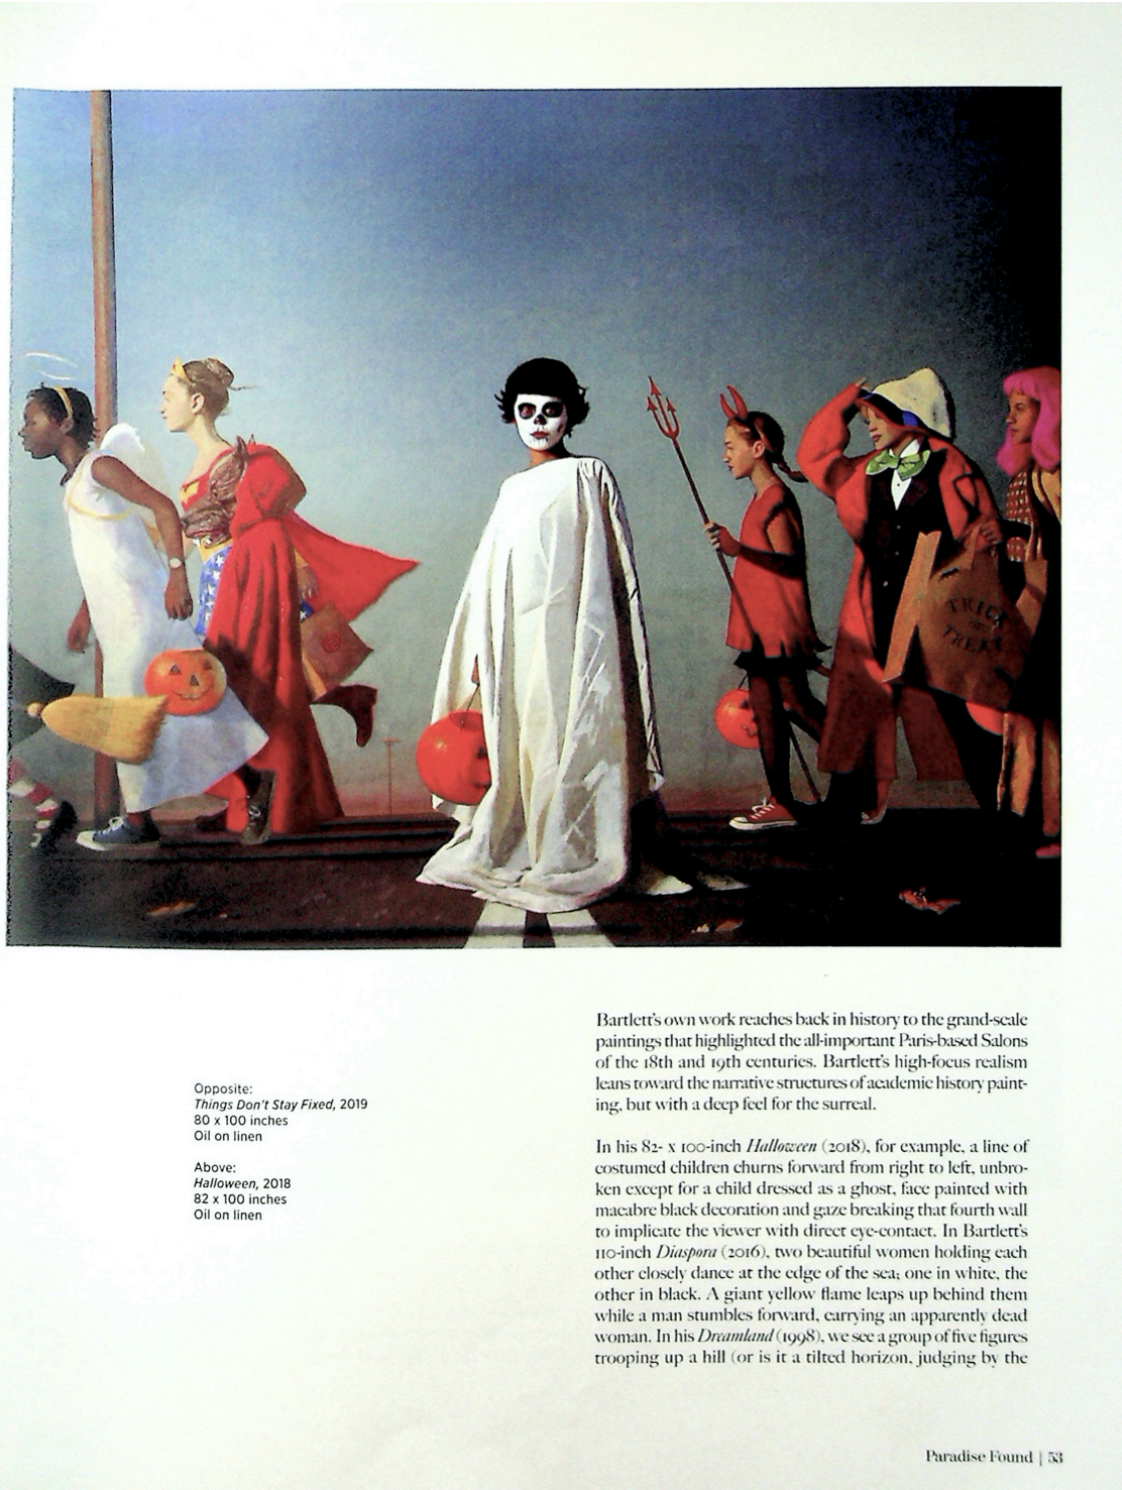 TRICK
OR
TREAT
Opposite:
Things Don't Stay Fixed, 2019
80 x 100 inches
Oil on linen
Above:
Halloween, 2018
82 x 100 inches
Oil on linen
Bartlett's own work reaches back in history to the grand-scale
paintings that highlighted the all-important Paris-based Salons
of the 18th and 19th centuries. Bartlett's high-focus realism
leans toward the narrative structures of academic history paint-
ing, but with a deep feel for the surreal.
In his 82- x 100-inch Halloween (2018), for example, a line of
costumed children churns forward from right to left, unbro-
ken except for a child dressed as a ghost, face painted with
macabre black decoration and gaze breaking that fourth wall
to implicate the viewer with direct eye-contact. In Bartlett's
110-inch Diaspora (2016), two beautiful women holding each
other closely dance at the edge of the sea; one in white, the
other in black. A giant yellow flame leaps up behind them
while a man stumbles forward, carrying an apparently dead
woman. In his Dreamland (1998), we see a group of five figures
trooping up a hill (or is it a tilted horizon, judging by the
Paradise Found | 53